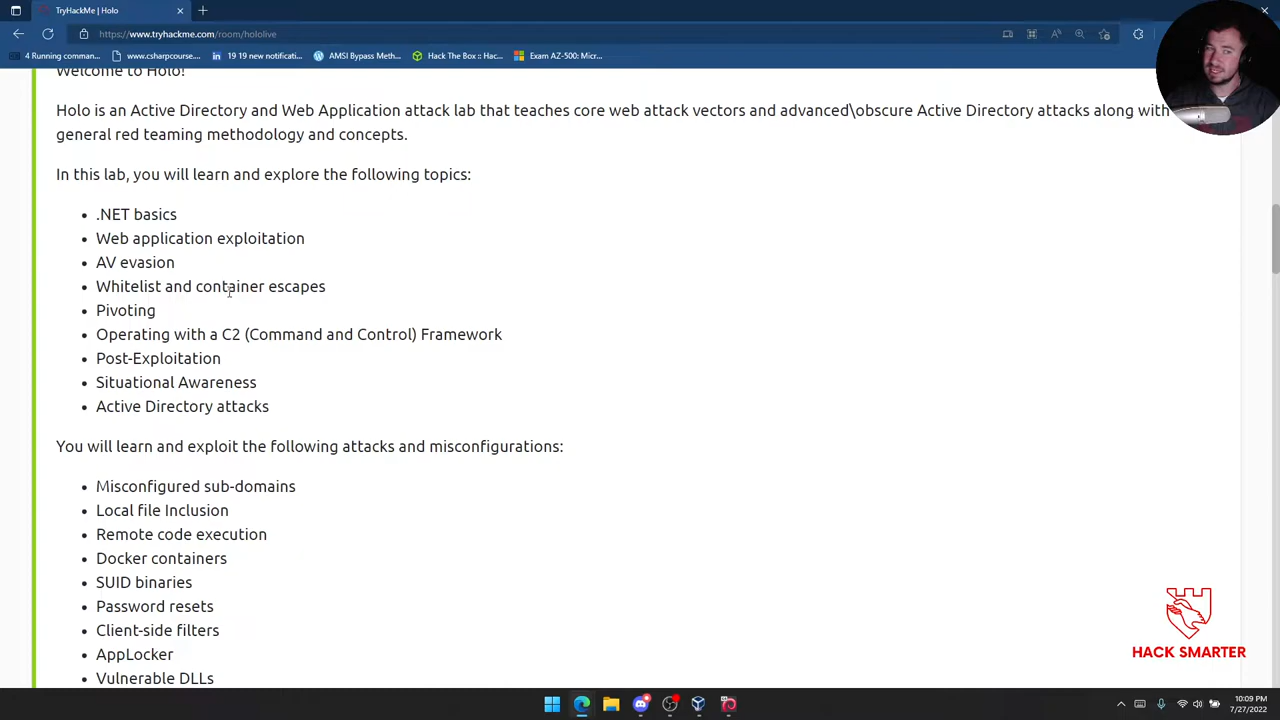 TryHackMe | Holo
https://www.tryhackme.com/room/hololive
4 Running comman...
www.csharpcourse....
19 19 new notificati...
AMSI Bypass Meth...
Hack The Box :: Hac...
Exam AZ-500: Micr...
Welcome to Holo!
Holo is an Active Directory and Web Application attack lab that teaches core web attack vectors and advanced\obscure Active Directory attacks along with
general red teaming methodology and concepts.
In this lab, you will learn and explore the following topics:
• .NET basics
• Web application exploitation
• AV evasion
• Whitelist and container escapes
• Pivoting
• Operating with a C2 (Command and Control) Framework
• Post-Exploitation
• Situational Awareness
• Active Directory attacks
You will learn and exploit the following attacks and misconfigurations:
• Misconfigured sub-domains
• Local file Inclusion
• Remote code execution
• Docker containers
• SUID binaries
• Password resets
• Client-side filters
• AppLocker
• Vulnerable DLLs
HACK SMARTER
10:09 PM
7/27/2022